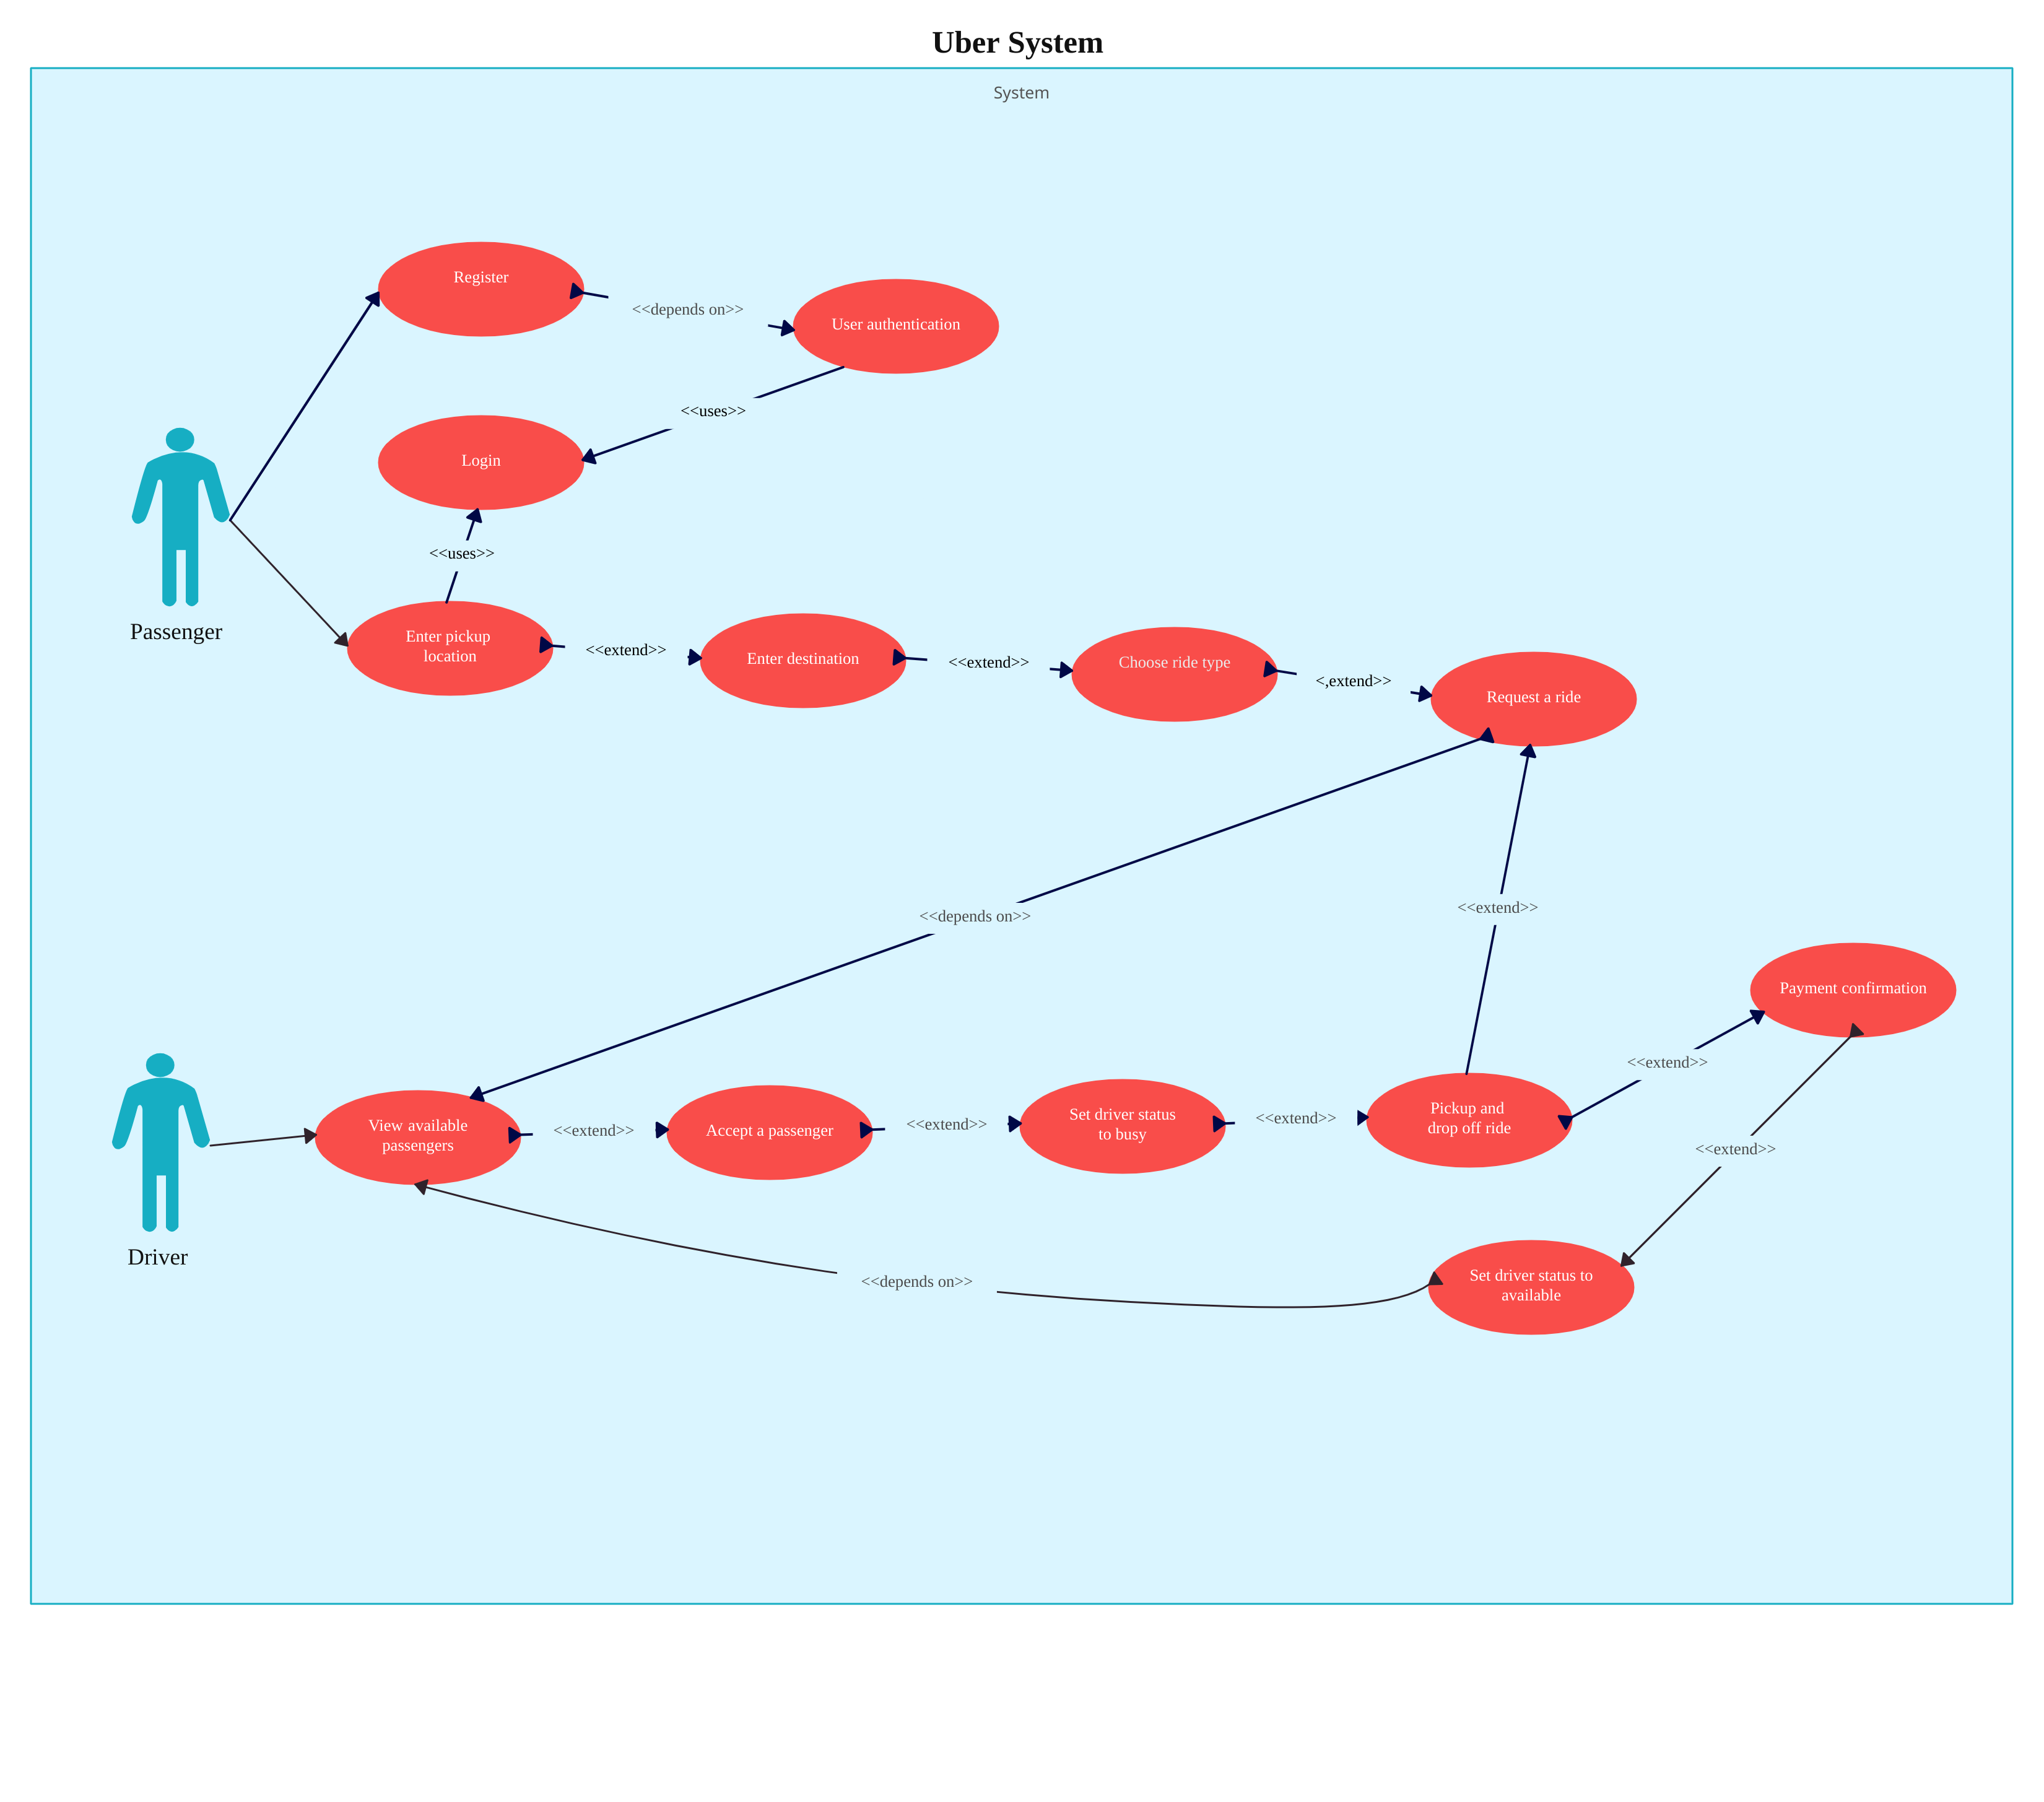 Uber System
System
Register
<<depends on>>
User authentication
<<uses>>
Login
<<uses>>
Passenger
Enter pickup
location
<<extend>>
Enter destination
<<extend>>
Choose ride type
<,extend>>
Request a ride
<<depends on>>
<<extend>>
Payment confirmation
<<extend>>
Driver
View available
passengers
<<extend>>
Accept a passenger
<<extend>>
Set driver status
to busy
<<extend>>
Pickup and
drop off ride
<<extend>>
<<depends on>>
Set driver status to
available